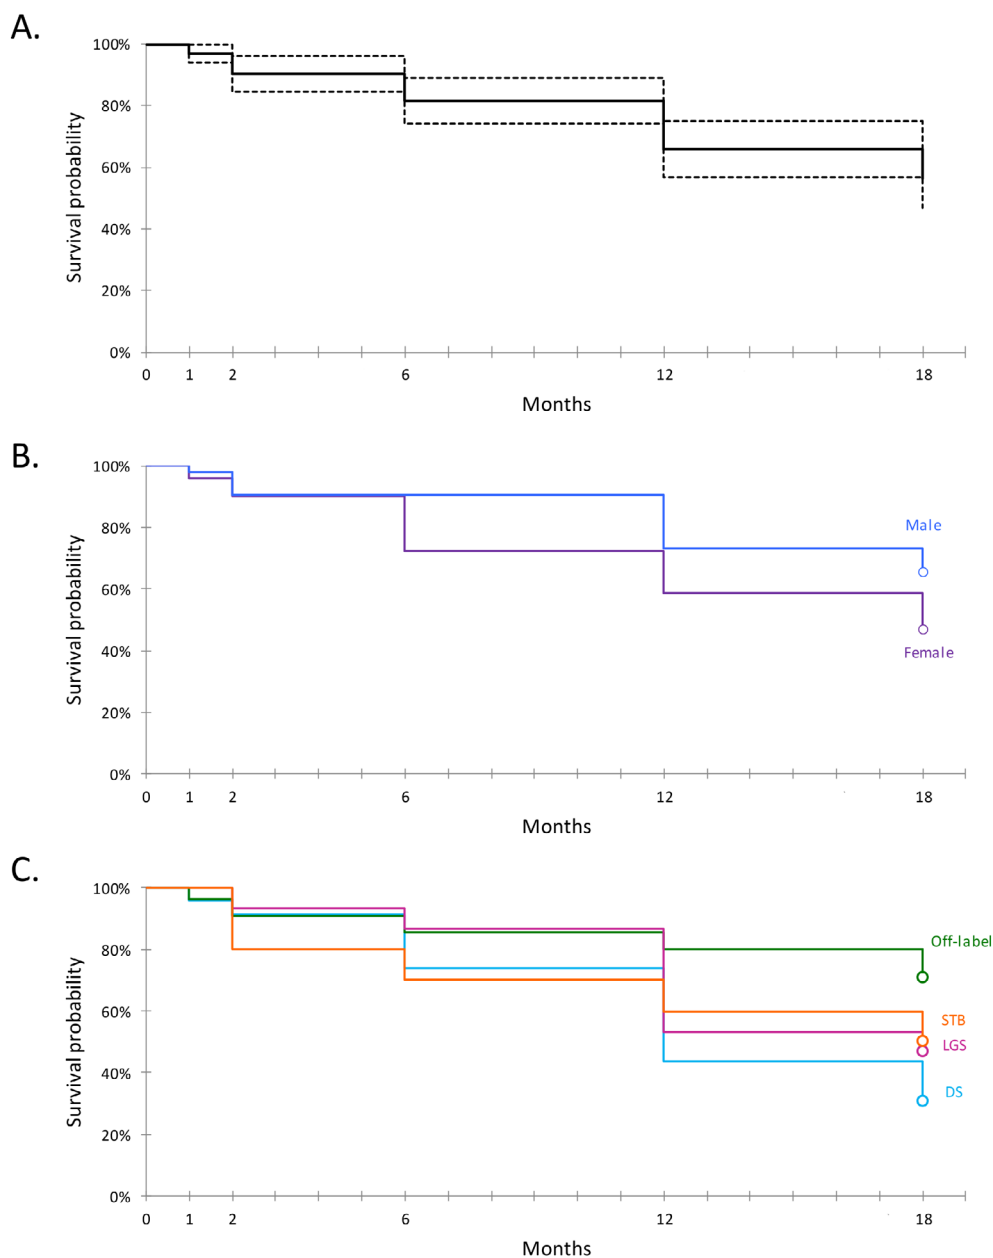 A.
100%
80%
60%
40%
20%
0%
Survival probability
0 1 2 6 12 18
Months
B.
100%
80%
60%
40%
20%
0%
Survival probability
Male
Female
0 1 2 6 12 18
Months
C.
100%
80%
60%
40%
20%
0%
Survival probability
Off-label
STB
LGS
DS
0 1 2 6 12 18
Months